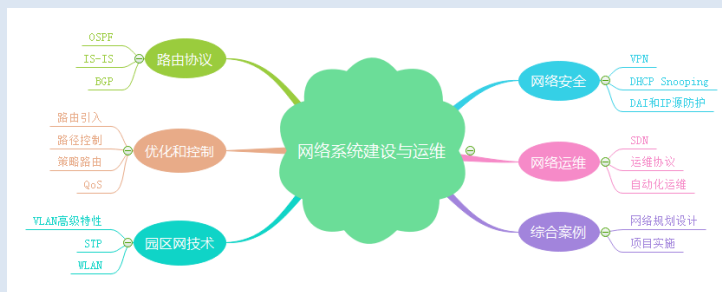 网络系统建设与运维
路由协议
OSPF
IS-IS
BGP
优化和控制
路由引入
路径控制
策略路由
QoS
园区网技术
VLAN高级特性
STP
WLAN
网络安全
VPN
DHCP Snooping
DAI和IP源防护
网络运维
SDN
运维协议
自动化运维
综合案例
网络规划设计
项目实施